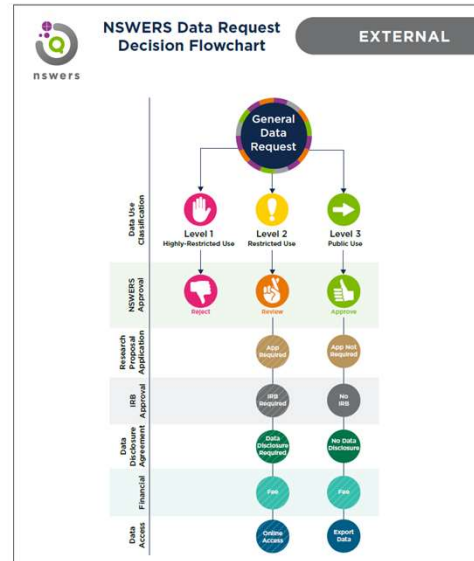 NSWERS Data Request
Decision Flowchart
EXTERNAL
nswers
General
Data
Request
Data Use
Classification
Level 1
Highly-Restricted Use
Level 2
Restricted Use
Level 3
Public Use
NSWERS
Approval
Reject
Review
Approve
Research
Proposal
Application
App
Required
App Not
Required
IRB
Approval
IRB
Required
No
IRB
Data
Disclosure
Agreement
Data
Disclosure
Required
No Data
Disclosure
Financial
Fee
Fee
Data
Access
Online
Access
Export
Data